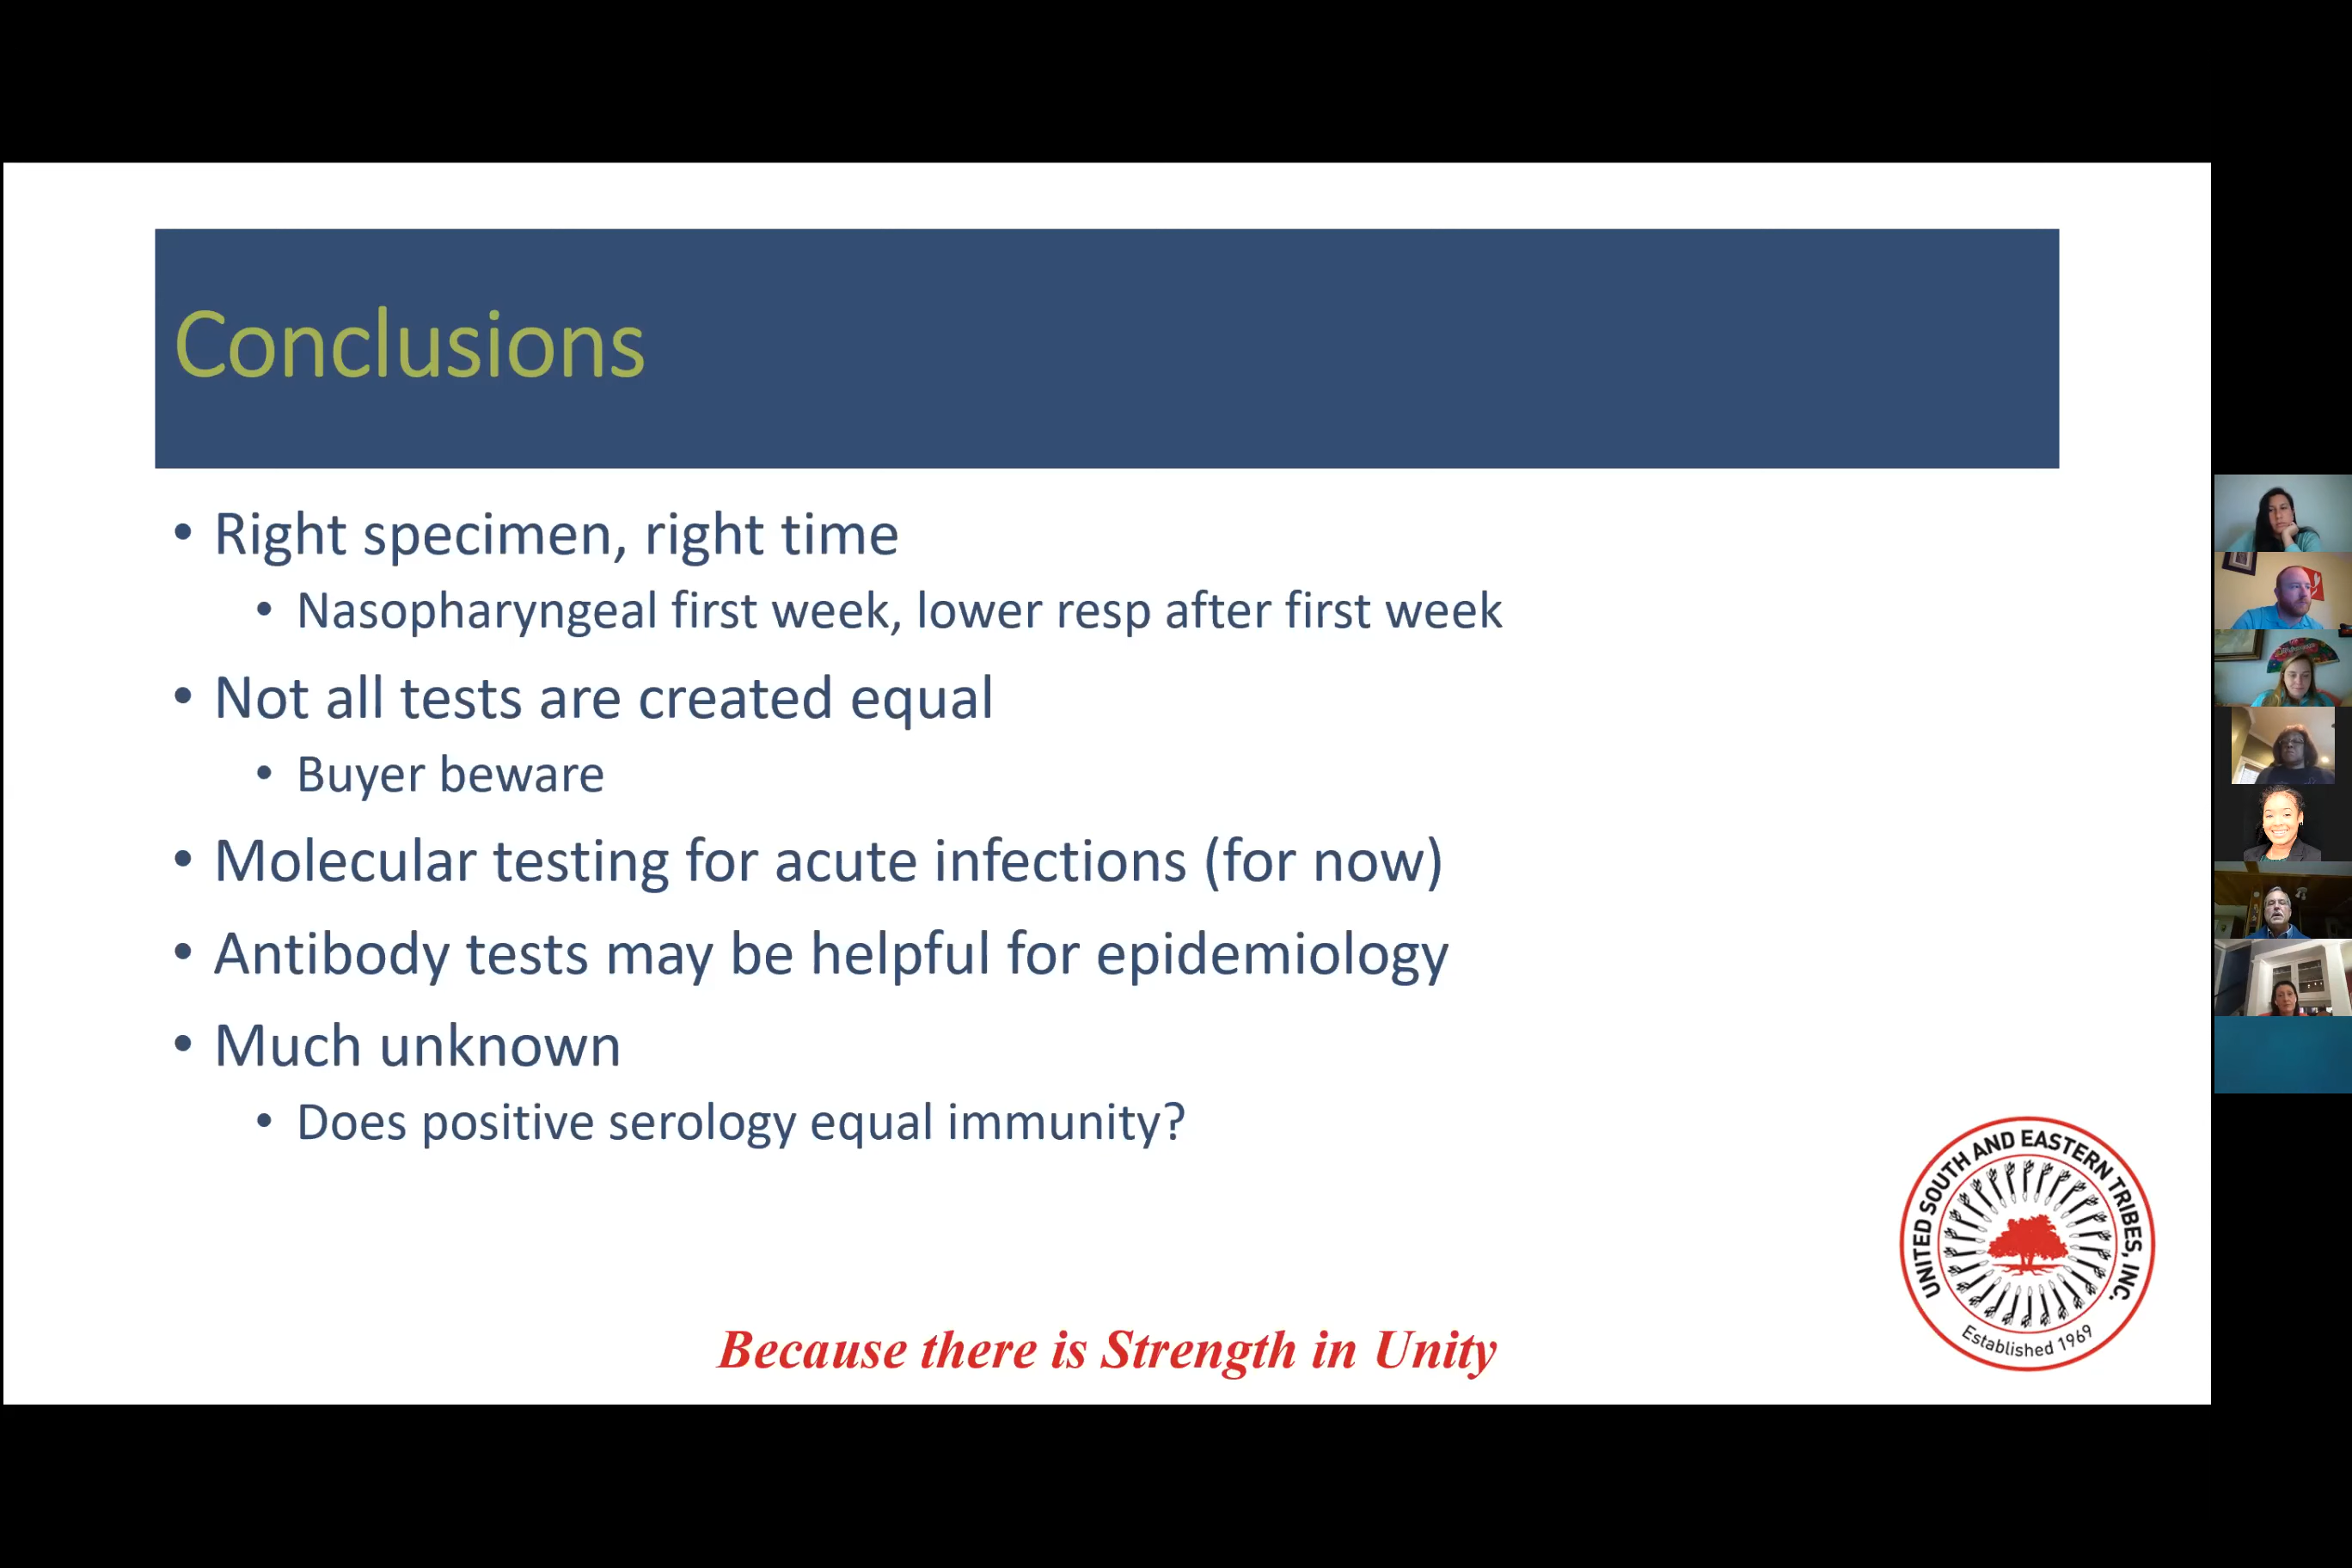 Conclusions
• Right specimen, right time
• Nasopharyngeal first week, lower resp after first week
• Not all tests are created equal
• Buyer beware
• Molecular testing for acute infections (for now)
• Antibody tests may be helpful for epidemiology
• Much unknown
• Does positive serology equal immunity?
UNITED SOUTH AND EASTERN TRIBES, INC.
Established 1969
Because there is Strength in Unity